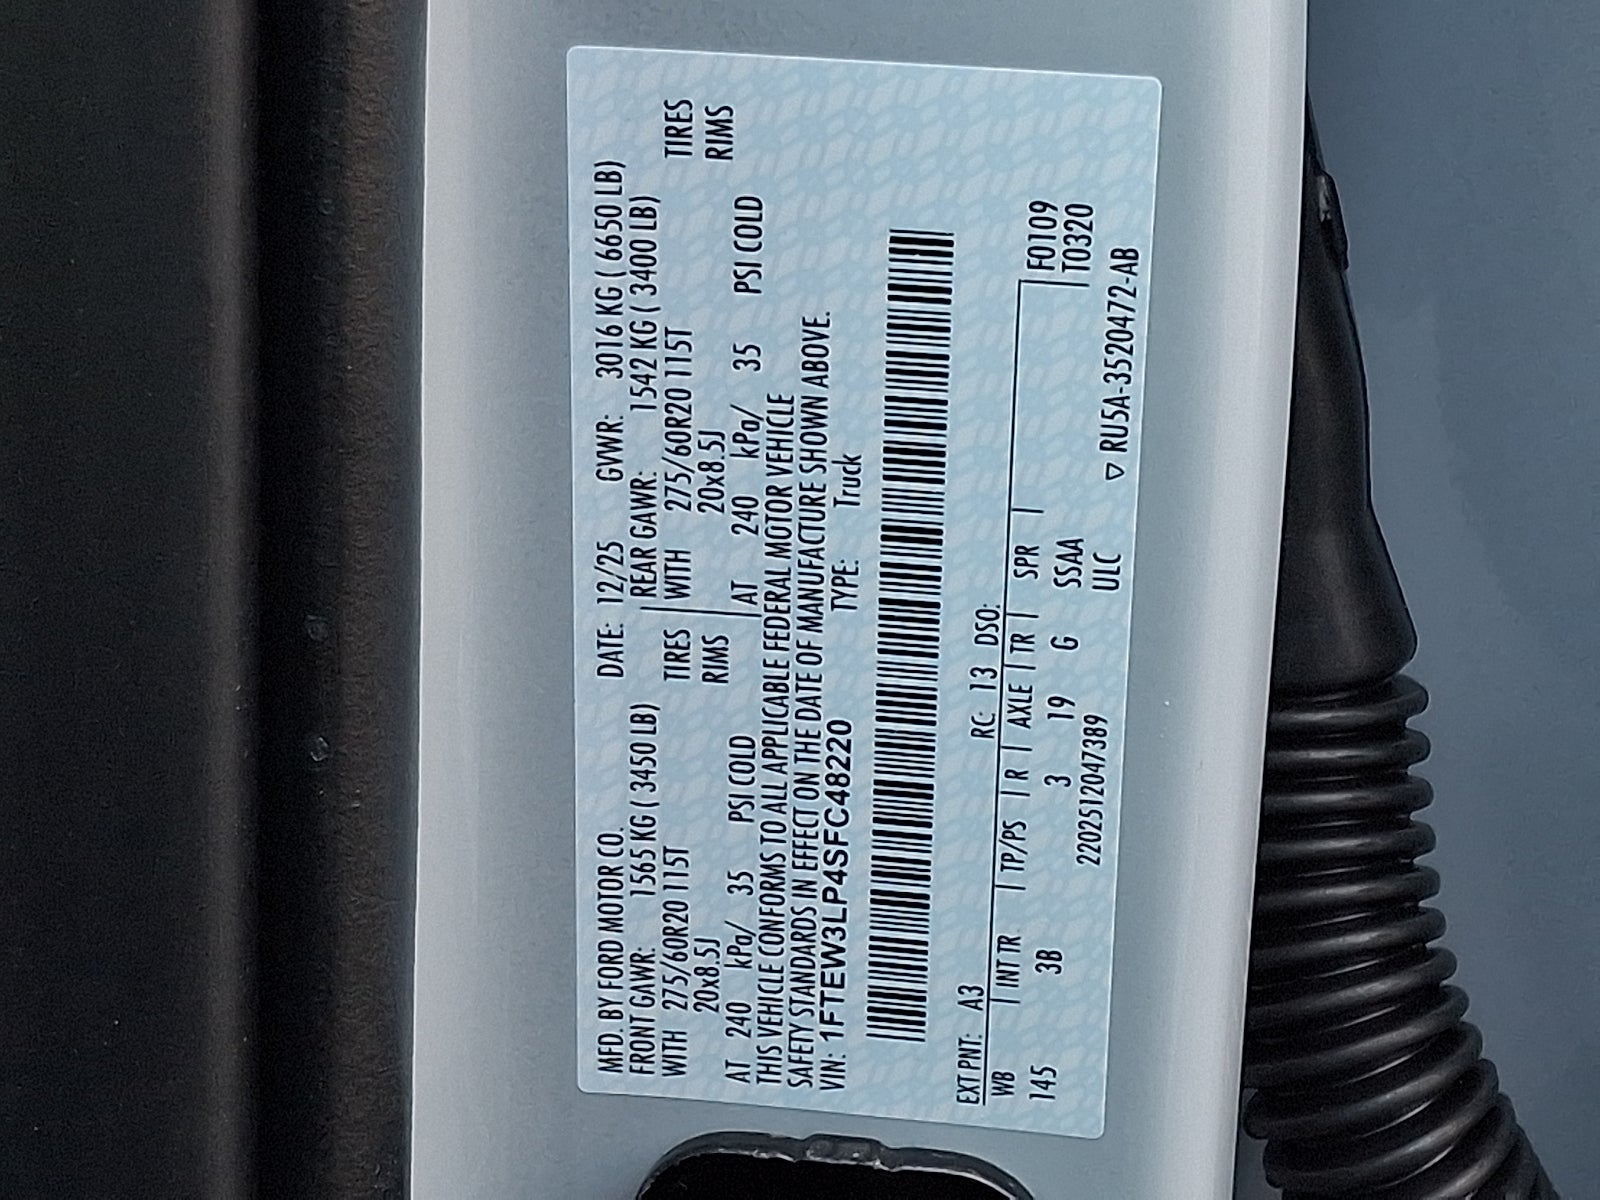 MFD. BY FORD MOTOR CO. DATE: 12/25 GVWR: 3016 KG ( 6650 LB)
FRONT GAWR: 1565 KG ( 3450 LB) REAR GAWR: 1542 KG ( 3400 LB)
WITH 275/60R20 115T TIRES WITH 275/60R20 115T TIRES
20x8.5J RIMS 20x8.5J RIMS
AT 240 kPa/ 35 PSI COLD AT 240 kPa/ 35 PSI COLD
THIS VEHICLE CONFORMS TO ALL APPLICABLE FEDERAL MOTOR VEHICLE
SAFETY STANDARDS IN EFFECT ON THE DATE OF MANUFACTURE SHOWN ABOVE.
VIN: 1FTEW3LP4SFC48220 TYPE: Truck
EXT PNT: A3 RC: 13 DSO:
WB | INT TR | TP/PS | R | AXLE | TR | SPR | F0109
145 3B 3 19 G SSAA T0320
2202512047389 ULC ▽ RU5A-3520472-AB